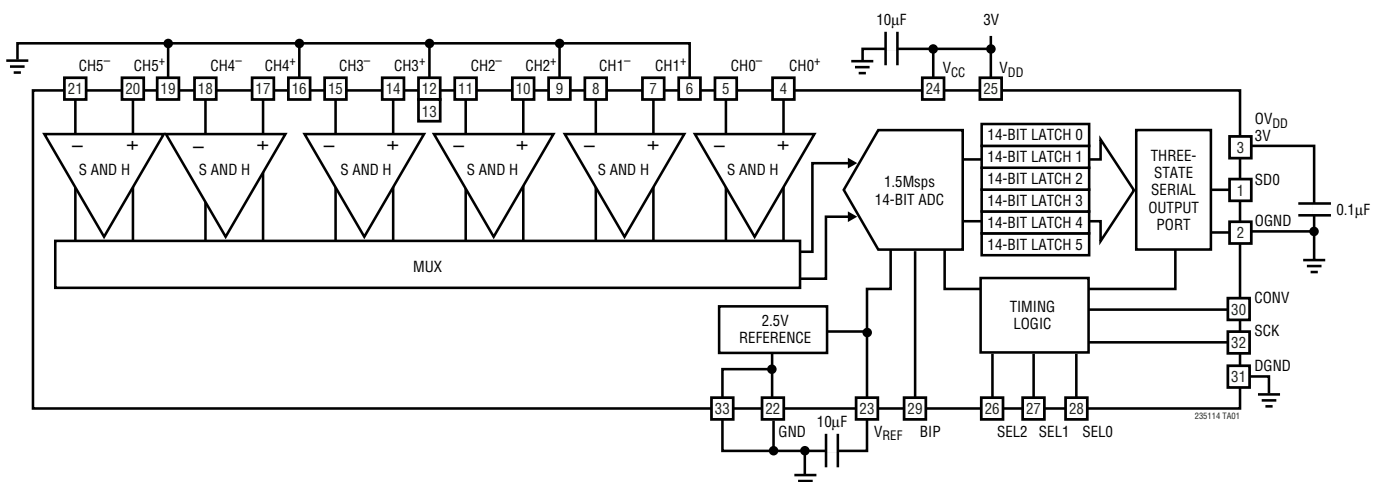 10μF
3V
CH5– CH5+ CH4– CH4+ CH3– CH3+ CH2– CH2+ CH1– CH1+ CH0– CH0+
VCC
VDD
21 20 19 18 17 16 15 14 12 11 10 9 8 7 6 5 4 24 25
13
– + – + – + – + – + – +
S AND H S AND H S AND H S AND H S AND H S AND H
MUX
1.5Msps
14-BIT ADC
14-BIT LATCH 0
14-BIT LATCH 1
14-BIT LATCH 2
14-BIT LATCH 3
14-BIT LATCH 4
14-BIT LATCH 5
THREE-
STATE
SERIAL
OUTPUT
PORT
OVDD
3V
3
SD0
1
0.1μF
OGND
2
2.5V
REFERENCE
TIMING
LOGIC
CONV
30
SCK
32
DGND
31
33 22 23 29 26 27 28
235114 TA01
GND
10μF
VREF
BIP
SEL2 SEL1 SEL0